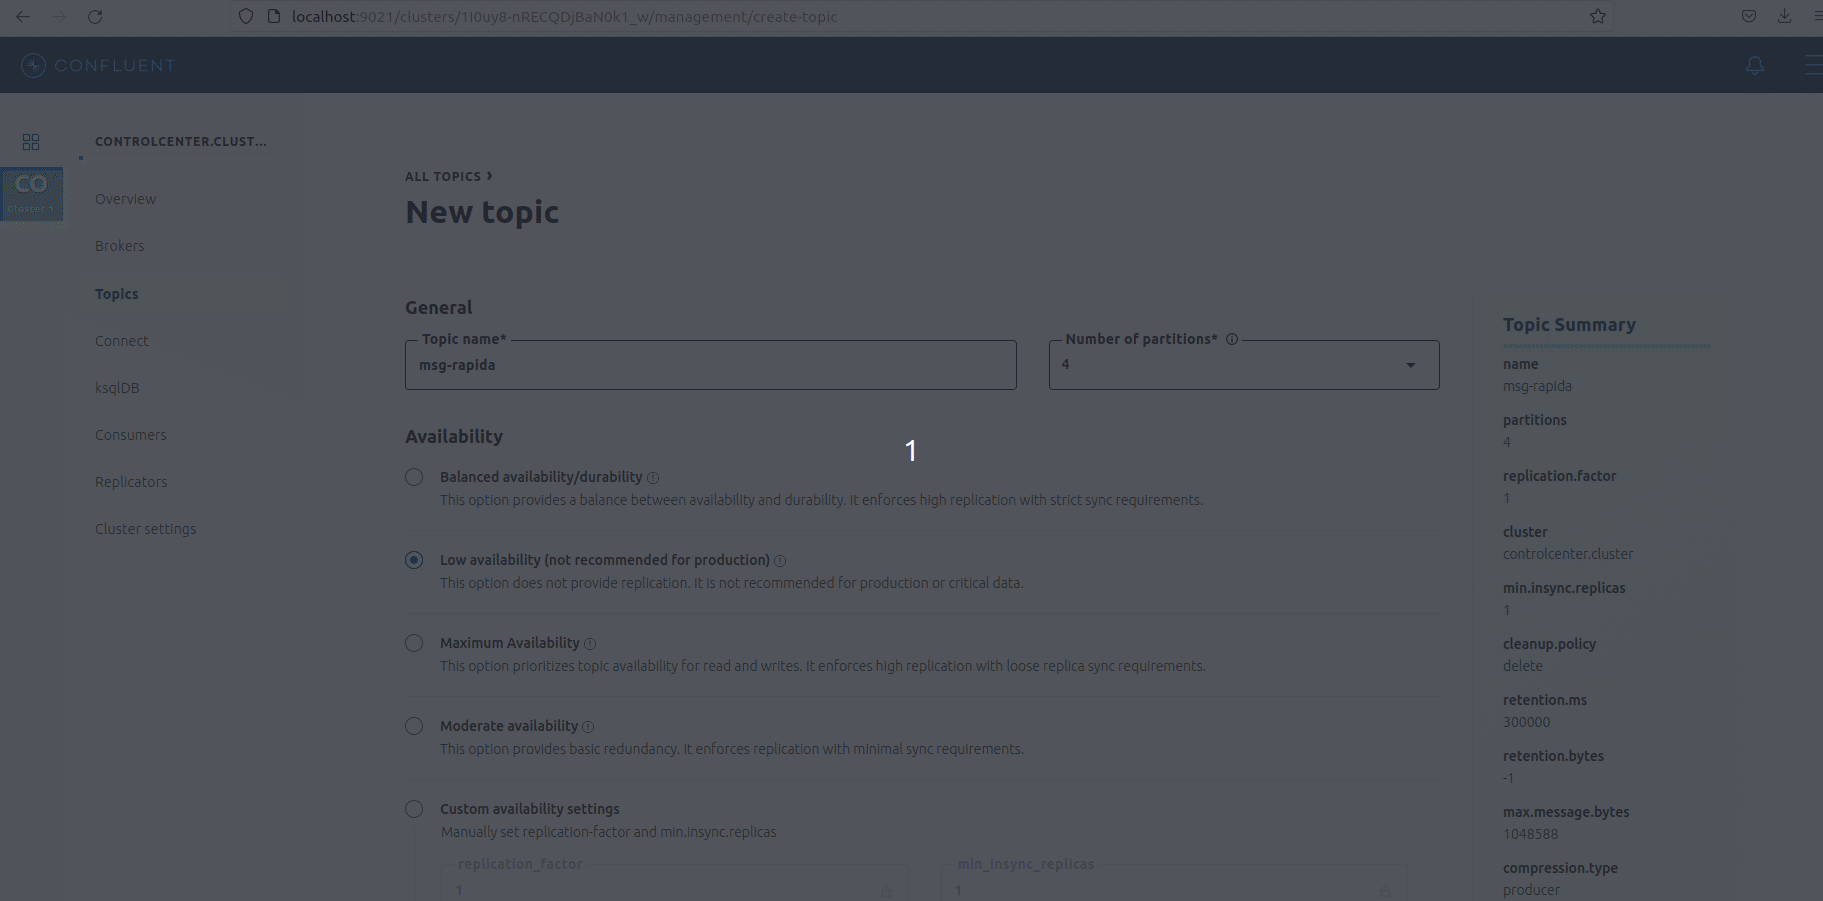 localhost:9021/clusters/1I0uy8-nRECQDjBaN0k1_w/management/create-topic
CONFLUENT
CO
Cluster 1
CONTROLCENTER.CLUST...
Overview
Brokers
Topics
Connect
ksqlDB
Consumers
Replicators
Cluster settings
ALL TOPICS
New topic
General
Topic name*
msg-rapida
Number of partitions*
4
Availability
1
Balanced availability/durability
This option provides a balance between availability and durability. It enforces high replication with strict sync requirements.
Low availability (not recommended for production)
This option does not provide replication. It is not recommended for production or critical data.
Maximum Availability
This option prioritizes topic availability for read and writes. It enforces high replication with loose replica sync requirements.
Moderate availability
This option provides basic redundancy. It enforces replication with minimal sync requirements.
Custom availability settings
Manually set replication-factor and min.insync.replicas
replication_factor
1
min_insync_replicas
1
Topic Summary
name
msg-rapida
partitions
4
replication.factor
1
cluster
controlcenter.cluster
min.insync.replicas
1
cleanup.policy
delete
retention.ms
300000
retention.bytes
-1
max.message.bytes
1048588
compression.type
producer